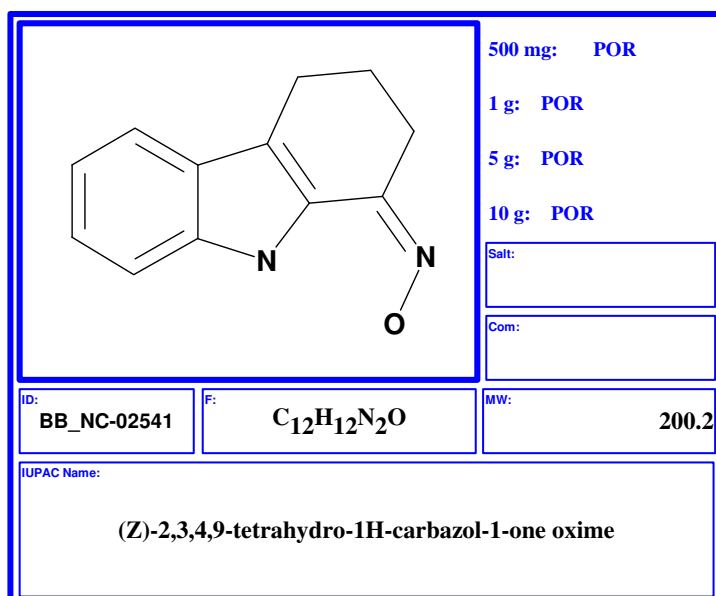 500 mg: POR
1 g: POR
5 g: POR
10 g: POR
N
N
O
Salt:
Com:
ID:
BB_NC-02541
F:
C12H12N2O
MW:
200.2
IUPAC Name:
(Z)-2,3,4,9-tetrahydro-1H-carbazol-1-one oxime